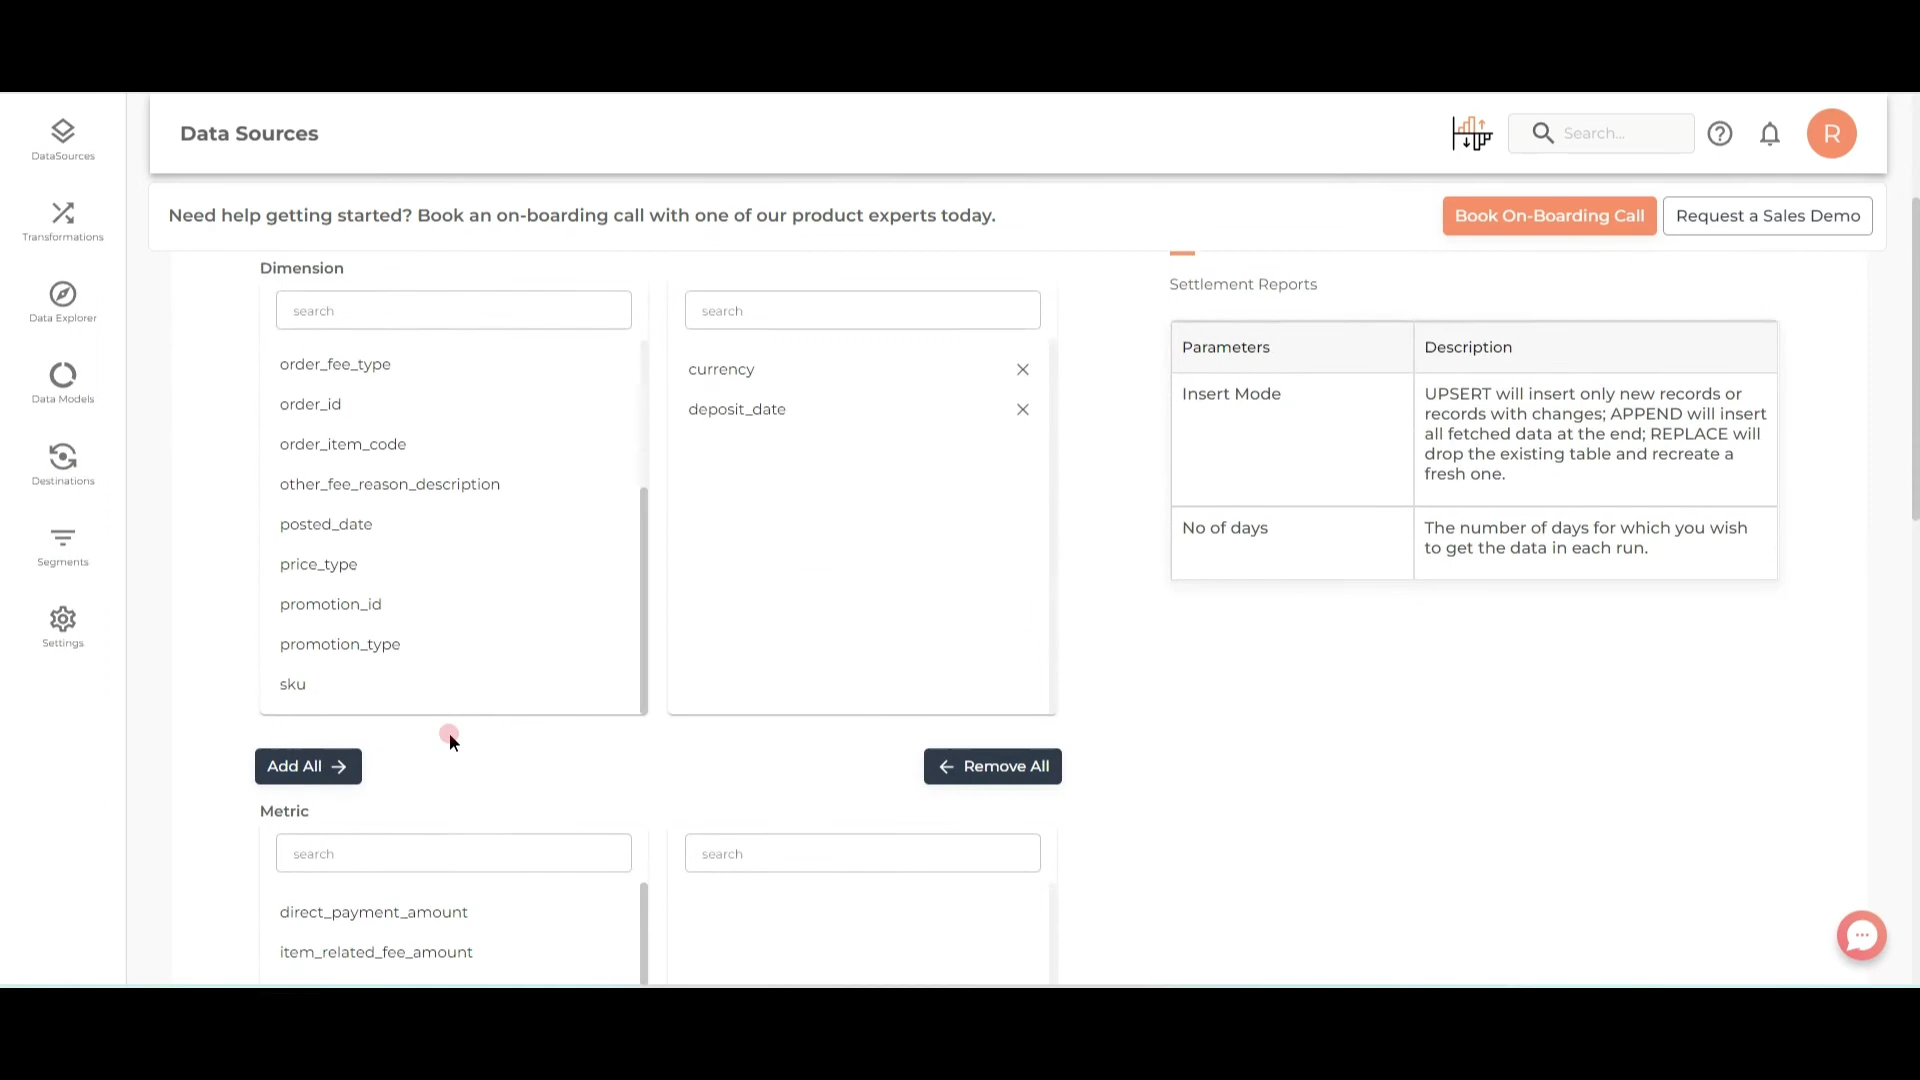 Data Sources
Search...
R
DataSources
Transformations
Data Explorer
Data Models
Destinations
Segments
Settings
Need help getting started? Book an on-boarding call with one of our product experts today.
Book On-Boarding Call
Request a Sales Demo
Dimension
search
order_fee_type
order_id
order_item_code
other_fee_reason_description
posted_date
price_type
promotion_id
promotion_type
sku
search
currency
deposit_date
Add All
Remove All
Metric
search
direct_payment_amount
item_related_fee_amount
search
Settlement Reports
Parameters
Description
Insert Mode
UPSERT will insert only new records or
records with changes; APPEND will insert
all fetched data at the end; REPLACE will
drop the existing table and recreate a
fresh one.
No of days
The number of days for which you wish
to get the data in each run.